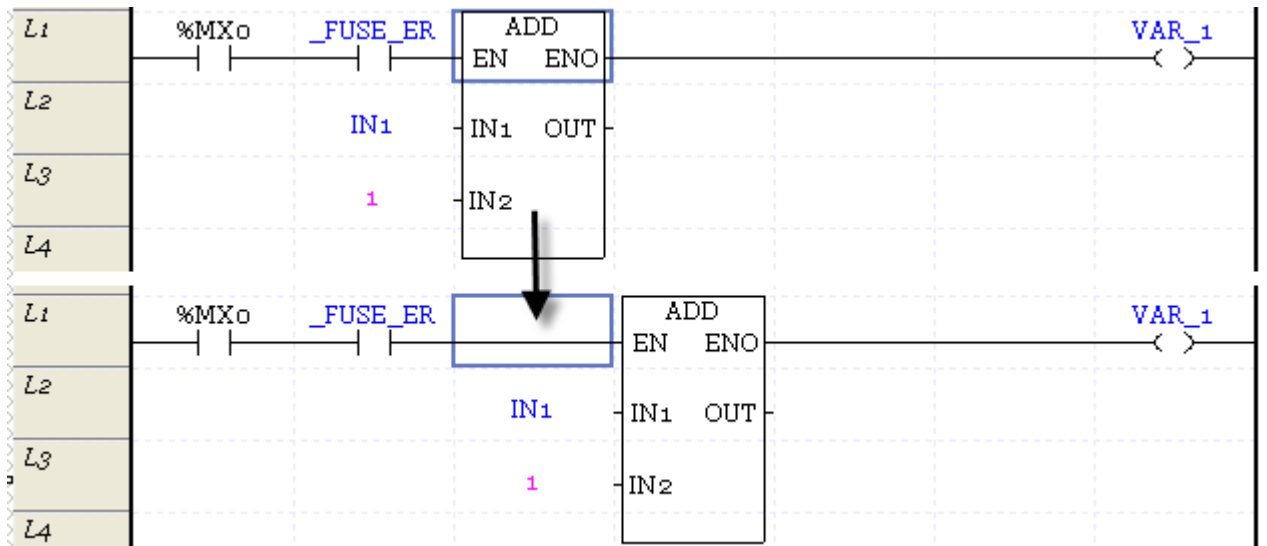 L1 %MX0 _FUSE_ER ADD VAR_1
EN ENO
L2 IN1 IN1 OUT
L3 1 IN2
L4
L1 %MX0 _FUSE_ER ADD VAR_1
EN ENO
L2 IN1 IN1 OUT
L3 1 IN2
L4